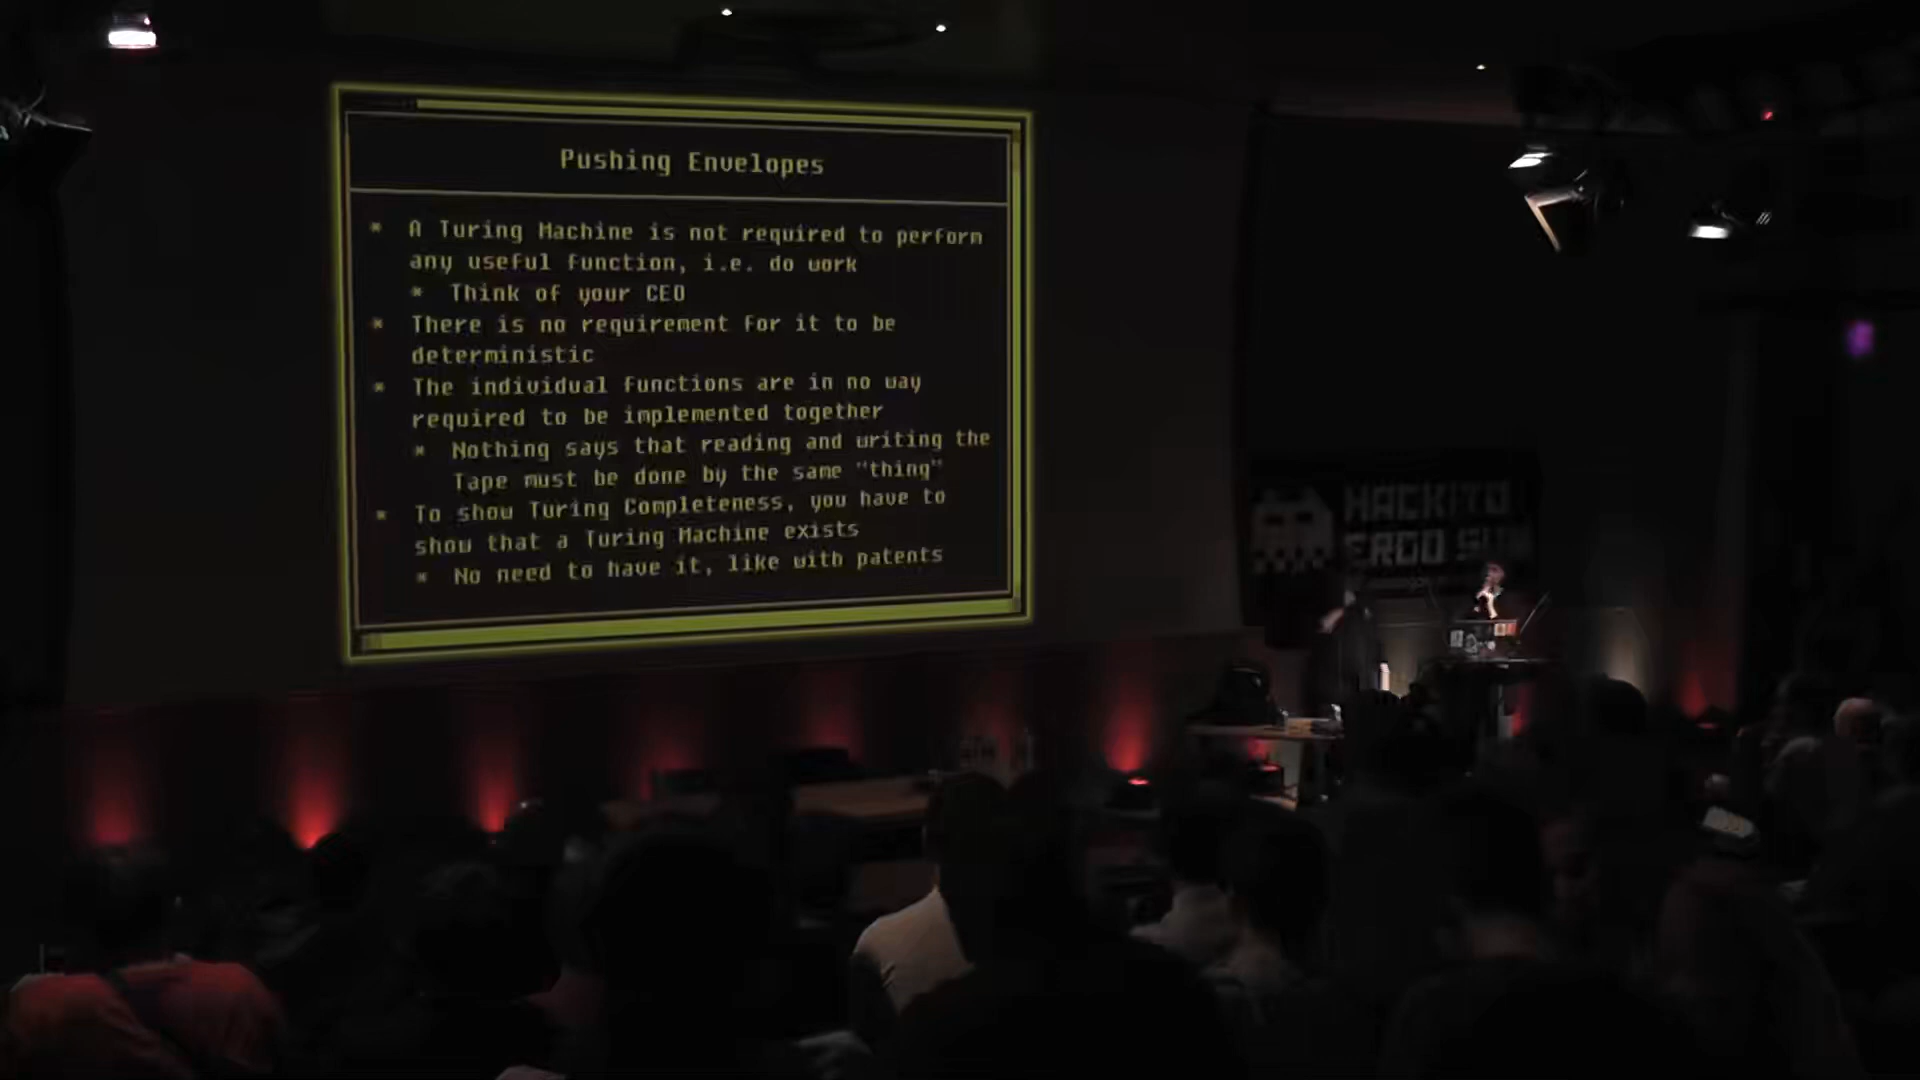 Pushing Envelopes
* A Turing Machine is not required to perform
any useful function, i.e. do work
* Think of your CEO
* There is no requirement for it to be
deterministic
* The individual functions are in no way
required to be implemented together
* Nothing says that reading and writing the
Tape must be done by the same "thing"
* To show Turing Completeness, you have to
show that a Turing Machine exists
* No need to have it, like with patents
HACKITO
ERGO SUM